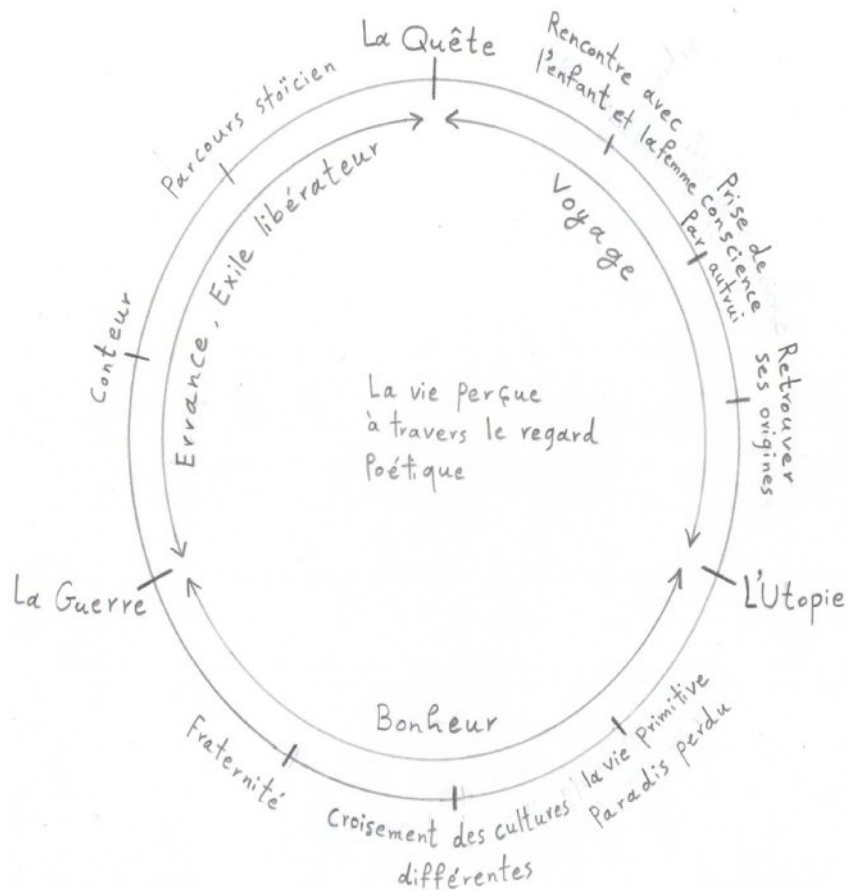 La Quête
Rencontre avec
l'enfant et la femme
Prise de
conscience
Par autrui
Retrouver
ses origines
L'Utopie
la vie primitive
Paradis perdu
Croisement des cultures
différentes
Fraternité
La Guerre
Conteur
Parcours stoïcien
Errance, Exile libérateur
Voyage
Bonheur
La vie perçue
à travers le regard
Poétique